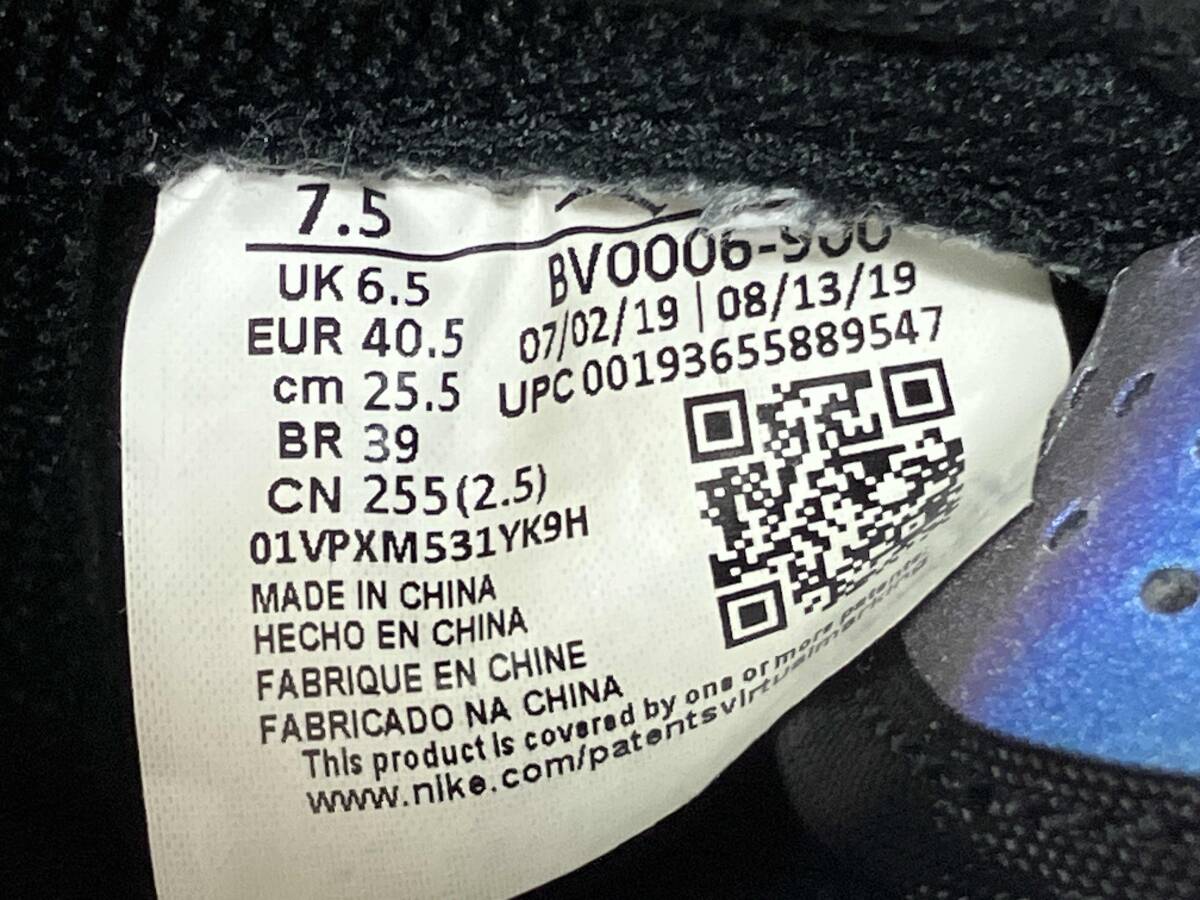 7.5
UK 6.5
EUR 40.5
cm 25.5
BR 39
CN 255(2.5)
01VPXM531YK9H
BV0006-900
07/02/19 | 08/13/19
UPC 00193655889547
MADE IN CHINA
HECHO EN CHINA
FABRIQUE EN CHINE
FABRICADO NA CHINA
This product is covered by one or more patents.
www.nike.com/patentsvirtualmarking